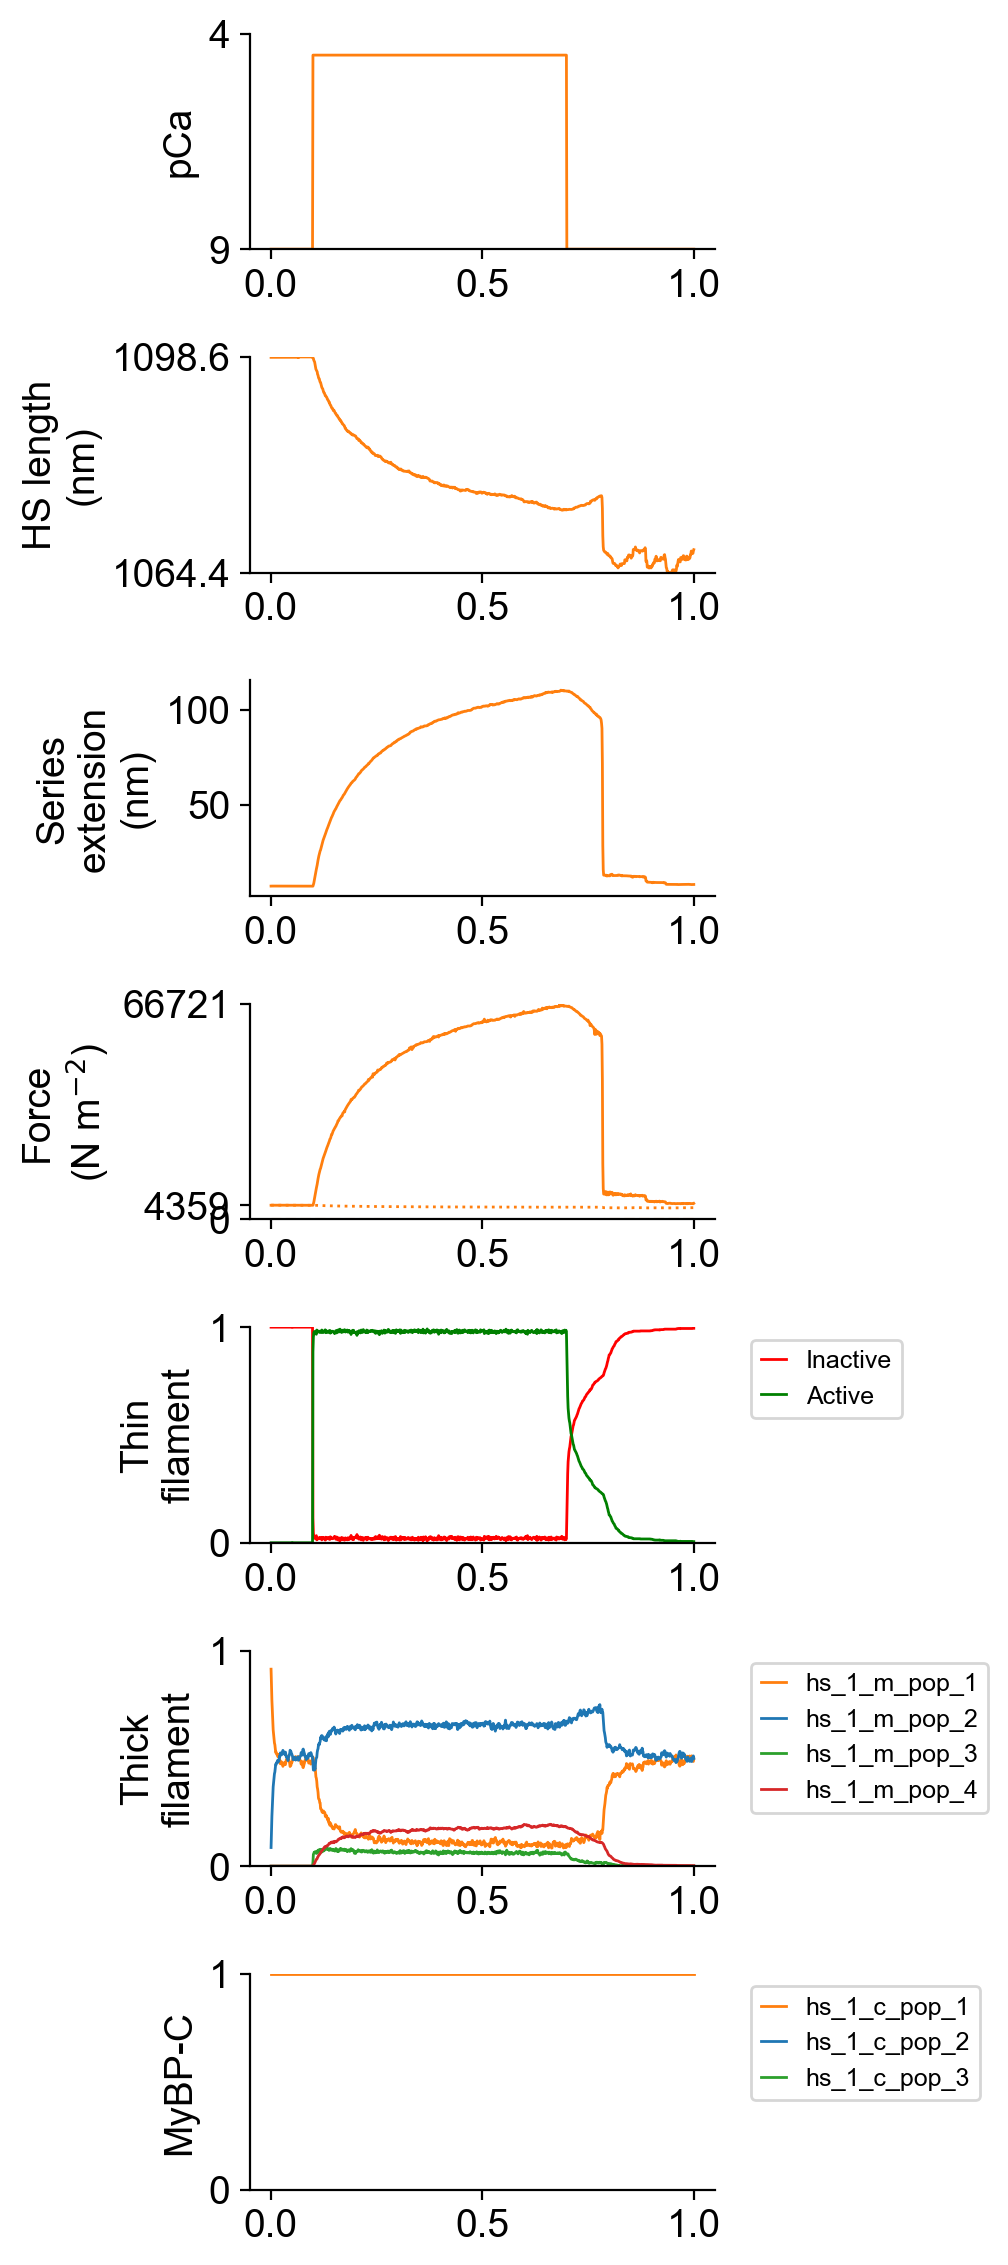 4
pCa
9
0.0 0.5 1.0
1098.6
HS length
(nm)
1064.4
0.0 0.5 1.0
100
Series
extension
(nm)
50
0.0 0.5 1.0
66721
Force
(N m⁻²)
4359
0
0.0 0.5 1.0
1
Inactive
Active
Thin
filament
0
0.0 0.5 1.0
1
hs_1_m_pop_1
hs_1_m_pop_2
hs_1_m_pop_3
hs_1_m_pop_4
Thick
filament
0
0.0 0.5 1.0
1
hs_1_c_pop_1
hs_1_c_pop_2
hs_1_c_pop_3
MyBP-C
0
0.0 0.5 1.0